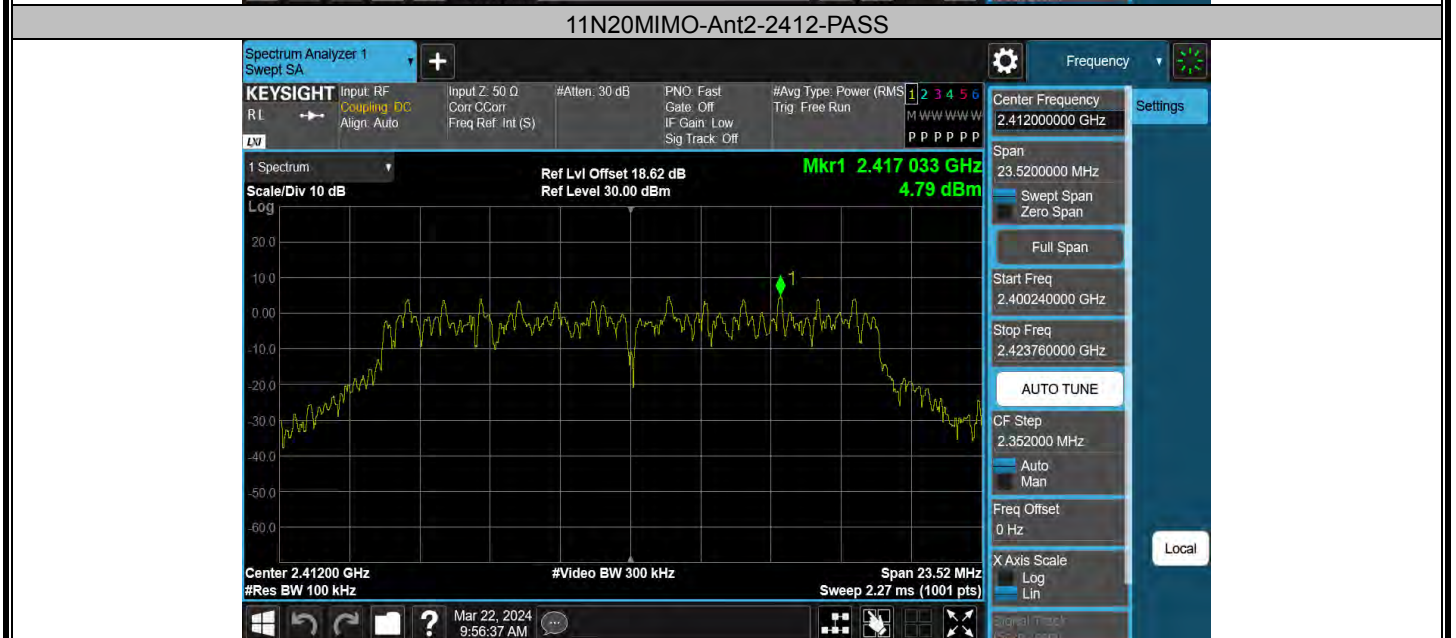 11N20MIMO-Ant2-2412-PASS
Spectrum Analyzer 1
Swept SA
+
Frequency
KEYSIGHT
RL
LXI
Input: RF
Coupling: DC
Align: Auto
Input Z: 50 Ω
Corr CCorr
Freq Ref: Int (S)
#Atten: 30 dB
PNO: Fast
Gate: Off
IF Gain: Low
Sig Track: Off
#Avg Type: Power (RMS
Trig: Free Run
1 2 3 4 5 6
M W W W W W
P P P P P P
1 Spectrum
Scale/Div 10 dB
Log
Ref Lvl Offset 18.62 dB
Ref Level 30.00 dBm
Mkr1 2.417 033 GHz
4.79 dBm
20.0
10.0
0.00
-10.0
-20.0
-30.0
-40.0
-50.0
-60.0
1
Center 2.41200 GHz
#Res BW 100 kHz
#Video BW 300 kHz
Span 23.52 MHz
Sweep 2.27 ms (1001 pts)
?
Mar 22, 2024
9:56:37 AM
Center Frequency
2.412000000 GHz
Settings
Span
23.5200000 MHz
Swept Span
Zero Span
Full Span
Start Freq
2.400240000 GHz
Stop Freq
2.423760000 GHz
AUTO TUNE
CF Step
2.352000 MHz
Auto
Man
Freq Offset
0 Hz
X Axis Scale
Log
Lin
Local
Signal Track